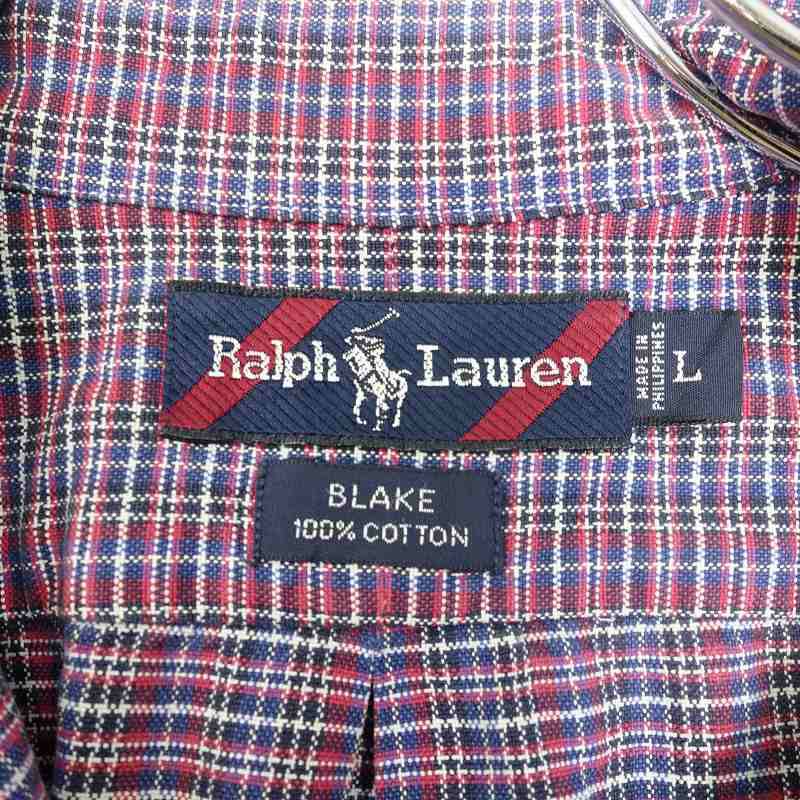 Ralph Lauren
MADE IN
PHILIPPINES
L
BLAKE
100% COTTON